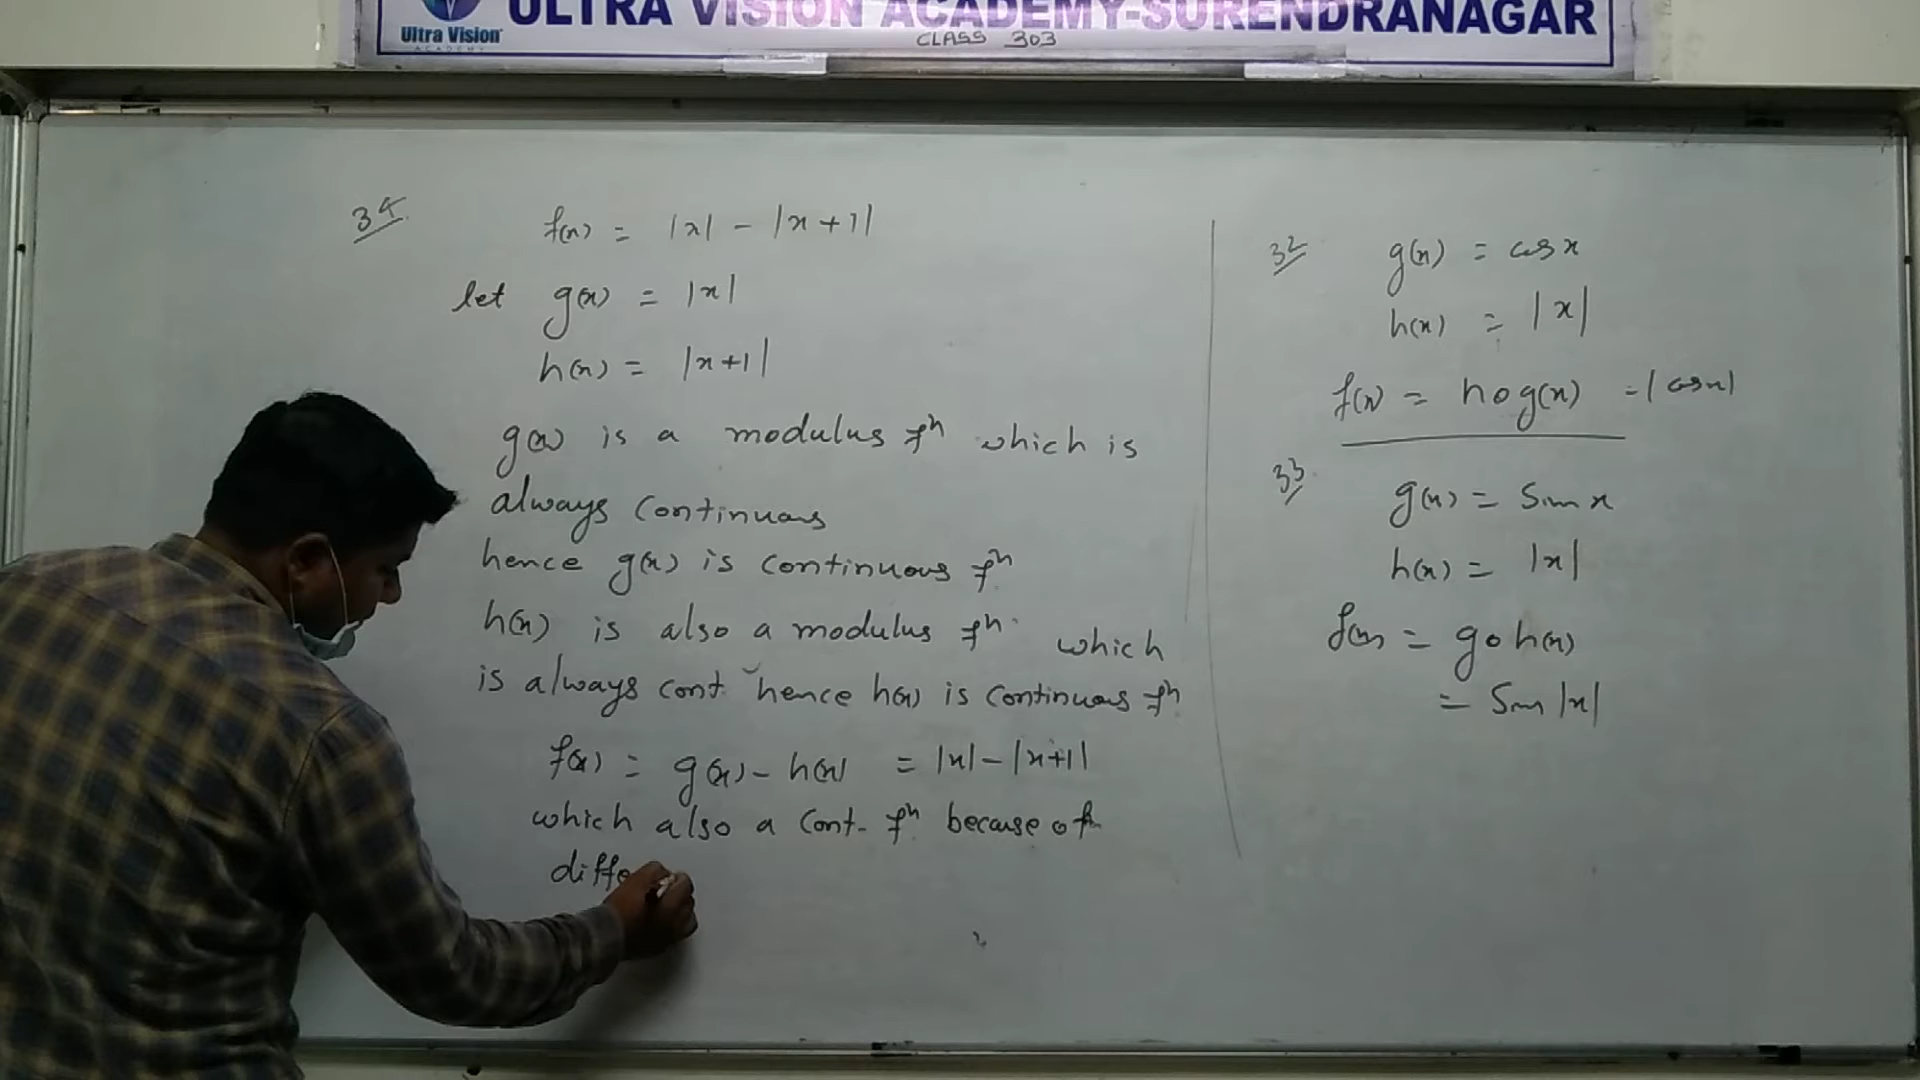 ULTRA VISION ACADEMY-SURENDRANAGAR
Ultra Vision
ACADEMY
CLASS 303
34. f(x) = |x| - |x+1|
let g(x) = |x|
h(x) = |x+1|
g(x) is a modulus fn which is
always continuous
hence g(x) is continuous fn
h(x) is also a modulus fn. which
is always cont. hence h(x) is continuous fn
f(x) = g(x) - h(x) = |x| - |x+1|
which also a cont. fn because of
diffe
32 g(x) = cos x
h(x) = |x|
f(x) = hog(x) = |cosx|
33. g(x) = Sin x
h(x) = |x|
f(x) = goh(x)
= Sin |x|